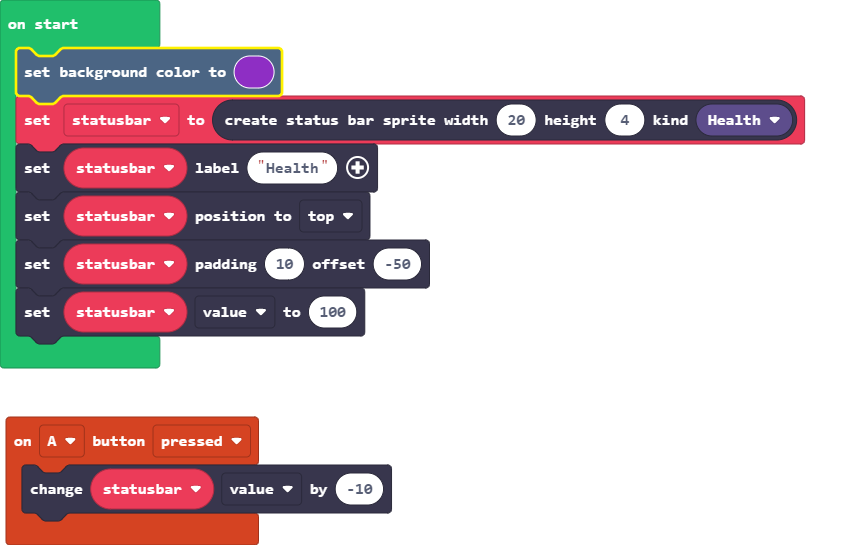 on start
set background color to
set statusbar to create status bar sprite width 20 height 4 kind Health
set statusbar label "Health"
set statusbar position to top
set statusbar padding 10 offset -50
set statusbar value to 100
on A button pressed
change statusbar value by -10